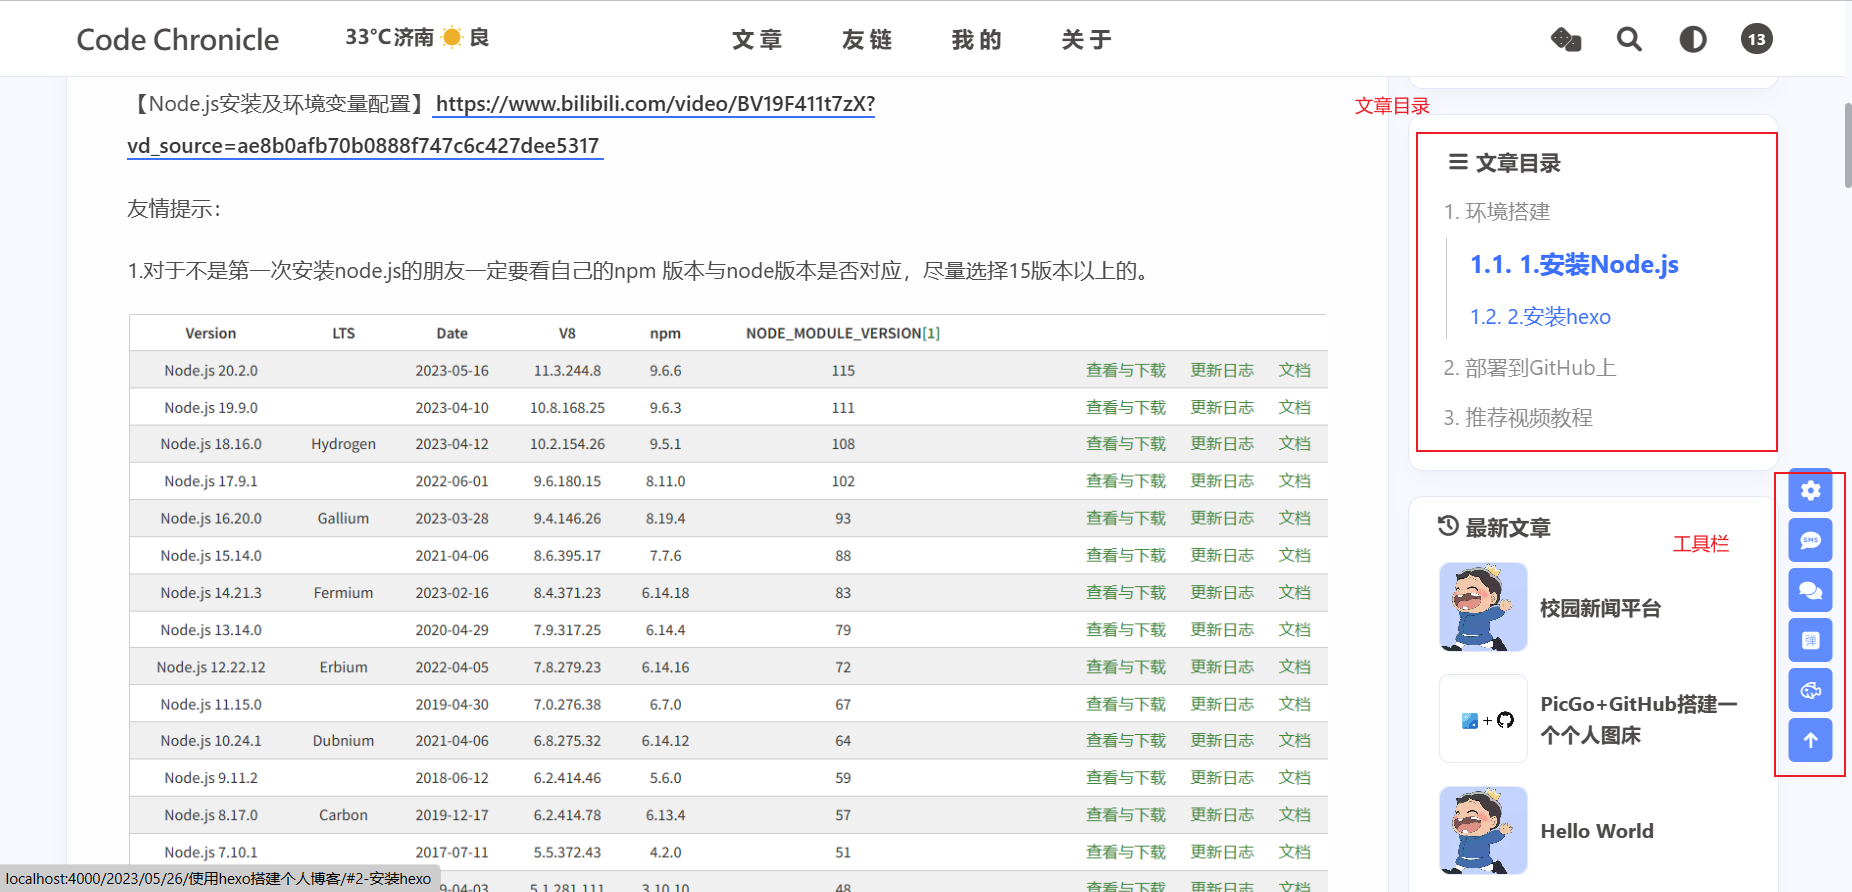 Code Chronicle
33°C 济南 良
文章 友链 我的 关于
13
【Node.js安装及环境变量配置】 https://www.bilibili.com/video/BV19F411t7zX?
vd_source=ae8b0afb70b0888f747c6c427dee5317
友情提示：
1.对于不是第一次安装node.js的朋友一定要看自己的npm 版本与node版本是否对应，尽量选择15版本以上的。
Version LTS Date V8 npm NODE_MODULE_VERSION[1]
Node.js 20.2.0 2023-05-16 11.3.244.8 9.6.6 115 查看与下载 更新日志 文档
Node.js 19.9.0 2023-04-10 10.8.168.25 9.6.3 111 查看与下载 更新日志 文档
Node.js 18.16.0 Hydrogen 2023-04-12 10.2.154.26 9.5.1 108 查看与下载 更新日志 文档
Node.js 17.9.1 2022-06-01 9.6.180.15 8.11.0 102 查看与下载 更新日志 文档
Node.js 16.20.0 Gallium 2023-03-28 9.4.146.26 8.19.4 93 查看与下载 更新日志 文档
Node.js 15.14.0 2021-04-06 8.6.395.17 7.7.6 88 查看与下载 更新日志 文档
Node.js 14.21.3 Fermium 2023-02-16 8.4.371.23 6.14.18 83 查看与下载 更新日志 文档
Node.js 13.14.0 2020-04-29 7.9.317.25 6.14.4 79 查看与下载 更新日志 文档
Node.js 12.22.12 Erbium 2022-04-05 7.8.279.23 6.14.16 72 查看与下载 更新日志 文档
Node.js 11.15.0 2019-04-30 7.0.276.38 6.7.0 67 查看与下载 更新日志 文档
Node.js 10.24.1 Dubnium 2021-04-06 6.8.275.32 6.14.12 64 查看与下载 更新日志 文档
Node.js 9.11.2 2018-06-12 6.2.414.46 5.6.0 59 查看与下载 更新日志 文档
Node.js 8.17.0 Carbon 2019-12-17 6.2.414.78 6.13.4 57 查看与下载 更新日志 文档
Node.js 7.10.1 2017-07-11 5.5.372.43 4.2.0 51 查看与下载 更新日志 文档
9-04-03 5.1.281.111 3.10.10 48 查看与下载 更新日志 文档
localhost:4000/2023/05/26/使用hexo搭建个人博客/#2-安装hexo
文章目录
文章目录
1. 环境搭建
1.1. 1.安装Node.js
1.2. 2.安装hexo
2. 部署到GitHub上
3. 推荐视频教程
最新文章
工具栏
校园新闻平台
PicGo+GitHub搭建一
个个人图床
Hello World
SMS
弹